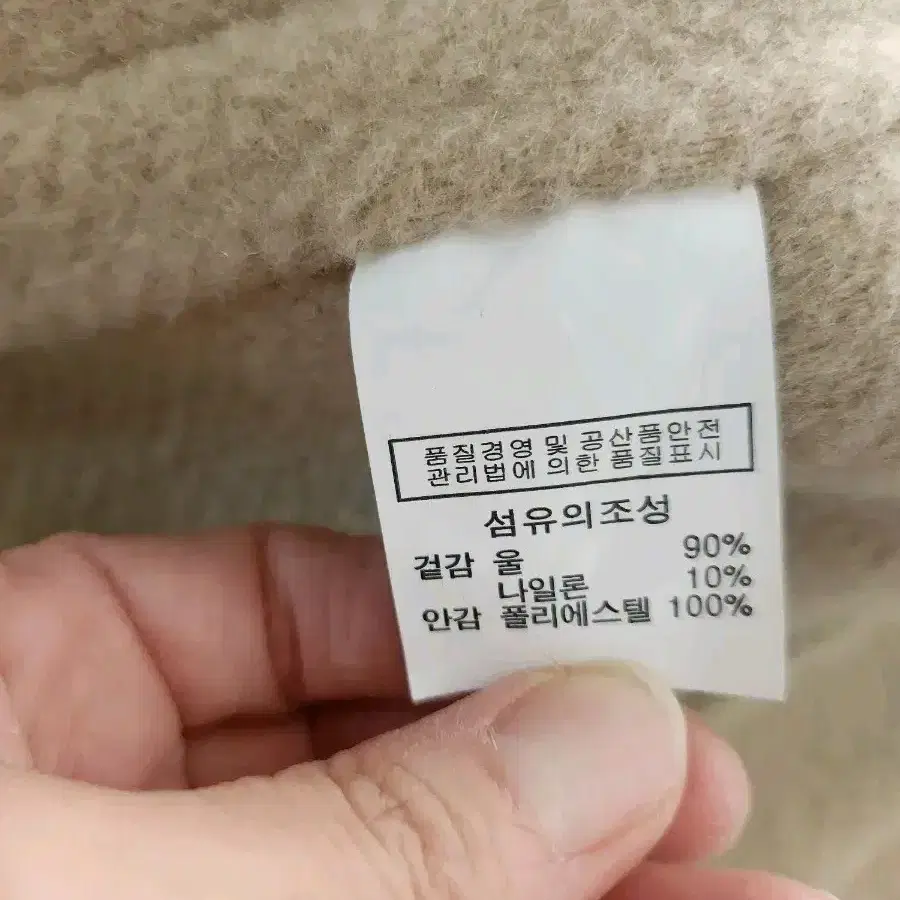 품질경영 및 공산품안전
관리법에 의한 품질표시
섬유의조성
겉감 울 90%
나일론 10%
안감 폴리에스텔 100%